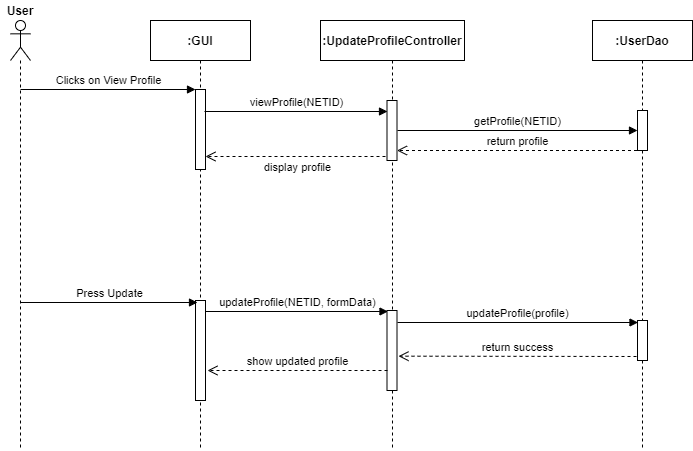 User
:GUI
:UpdateProfileController
:UserDao
Clicks on View Profile
viewProfile(NETID)
getProfile(NETID)
return profile
display profile
Press Update
updateProfile(NETID, formData)
updateProfile(profile)
return success
show updated profile